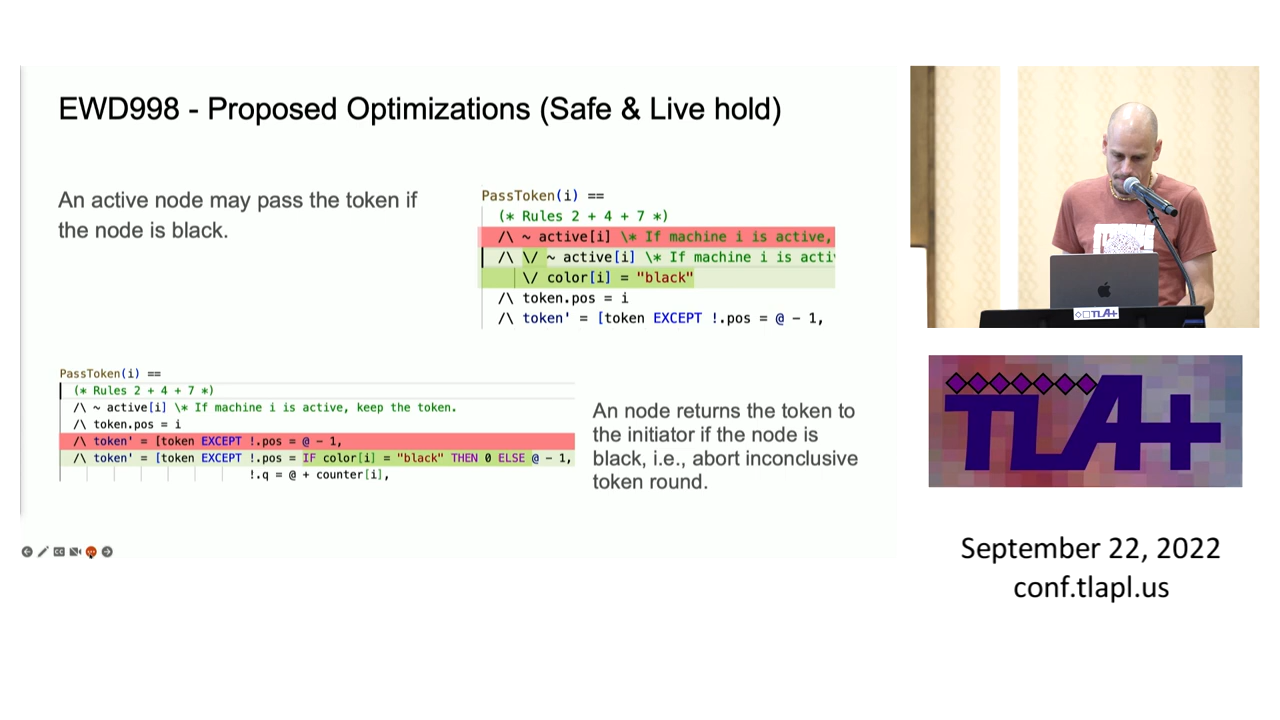 EWD998 - Proposed Optimizations (Safe & Live hold)
An active node may pass the token if
the node is black.
PassToken(i) ==
(* Rules 2 + 4 + 7 *)
/\ ~ active[i] \* If machine i is active,
/\ \/ ~ active[i] \* If machine i is acti
\/ color[i] = "black"
/\ token.pos = i
/\ token' = [token EXCEPT !.pos = @ - 1,
PassToken(i) ==
(* Rules 2 + 4 + 7 *)
/\ ~ active[i] \* If machine i is active, keep the token.
/\ token.pos = i
/\ token' = [token EXCEPT !.pos = @ - 1,
/\ token' = [token EXCEPT !.pos = IF color[i] = "black" THEN 0 ELSE @ - 1,
!.q = @ + counter[i],
An node returns the token to
the initiator if the node is
black, i.e., abort inconclusive
token round.
TLA+
TLA+
September 22, 2022
conf.tlapl.us